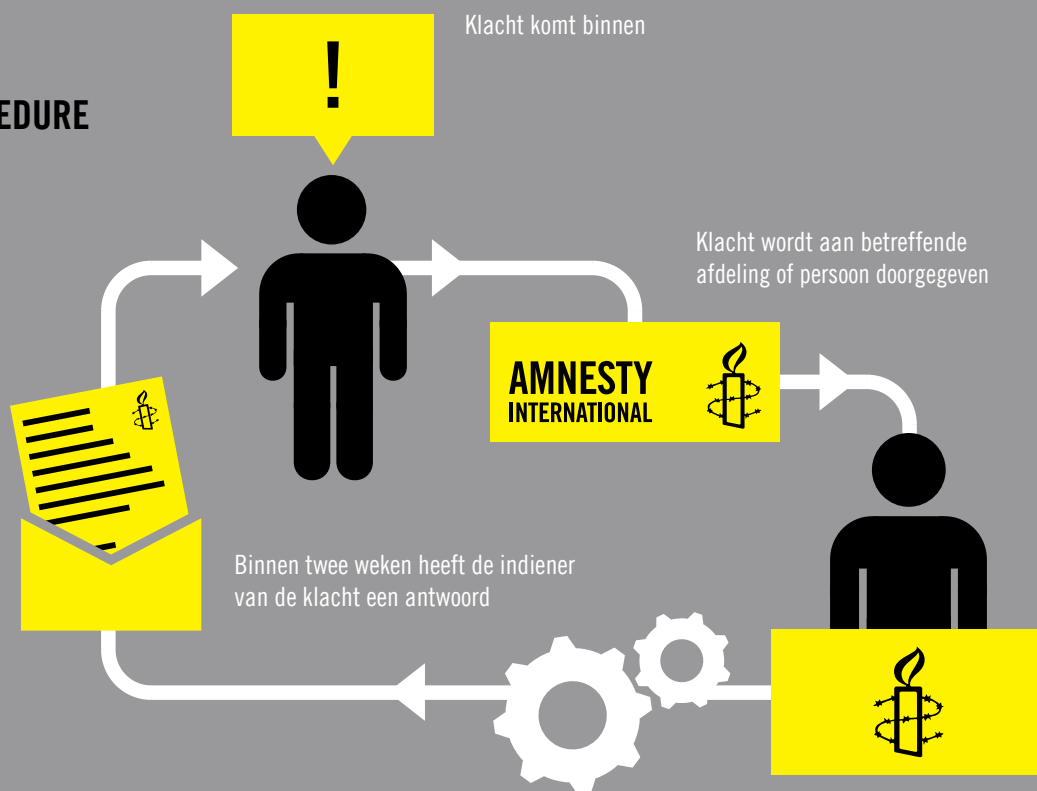 Klacht komt binnen
!
EDURE
Klacht wordt aan betreffende
afdeling of persoon doorgegeven
AMNESTY
INTERNATIONAL
Binnen twee weken heeft de indiener
van de klacht een antwoord